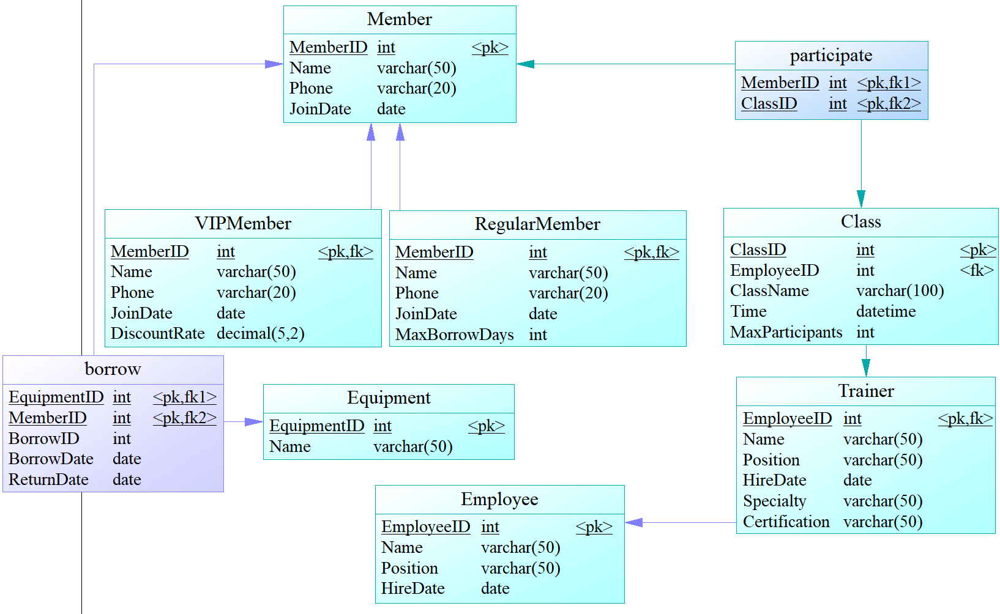 Member
MemberID int <pk>
Name varchar(50)
Phone varchar(20)
JoinDate date
participate
MemberID int <pk,fk1>
ClassID int <pk,fk2>
VIPMember
MemberID int <pk,fk>
Name varchar(50)
Phone varchar(20)
JoinDate date
DiscountRate decimal(5,2)
RegularMember
MemberID int <pk,fk>
Name varchar(50)
Phone varchar(20)
JoinDate date
MaxBorrowDays int
Class
ClassID int <pk>
EmployeeID int <fk>
ClassName varchar(100)
Time datetime
MaxParticipants int
borrow
EquipmentID int <pk,fk1>
MemberID int <pk,fk2>
BorrowID int
BorrowDate date
ReturnDate date
Equipment
EquipmentID int <pk>
Name varchar(50)
Trainer
EmployeeID int <pk,fk>
Name varchar(50)
Position varchar(50)
HireDate date
Specialty varchar(50)
Certification varchar(50)
Employee
EmployeeID int <pk>
Name varchar(50)
Position varchar(50)
HireDate date